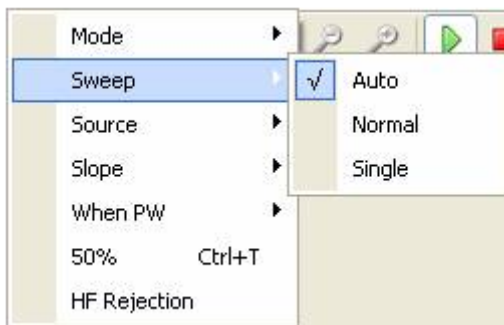 Mode
Sweep
Source
Slope
When PW
50% Ctrl+T
HF Rejection
√ Auto
Normal
Single